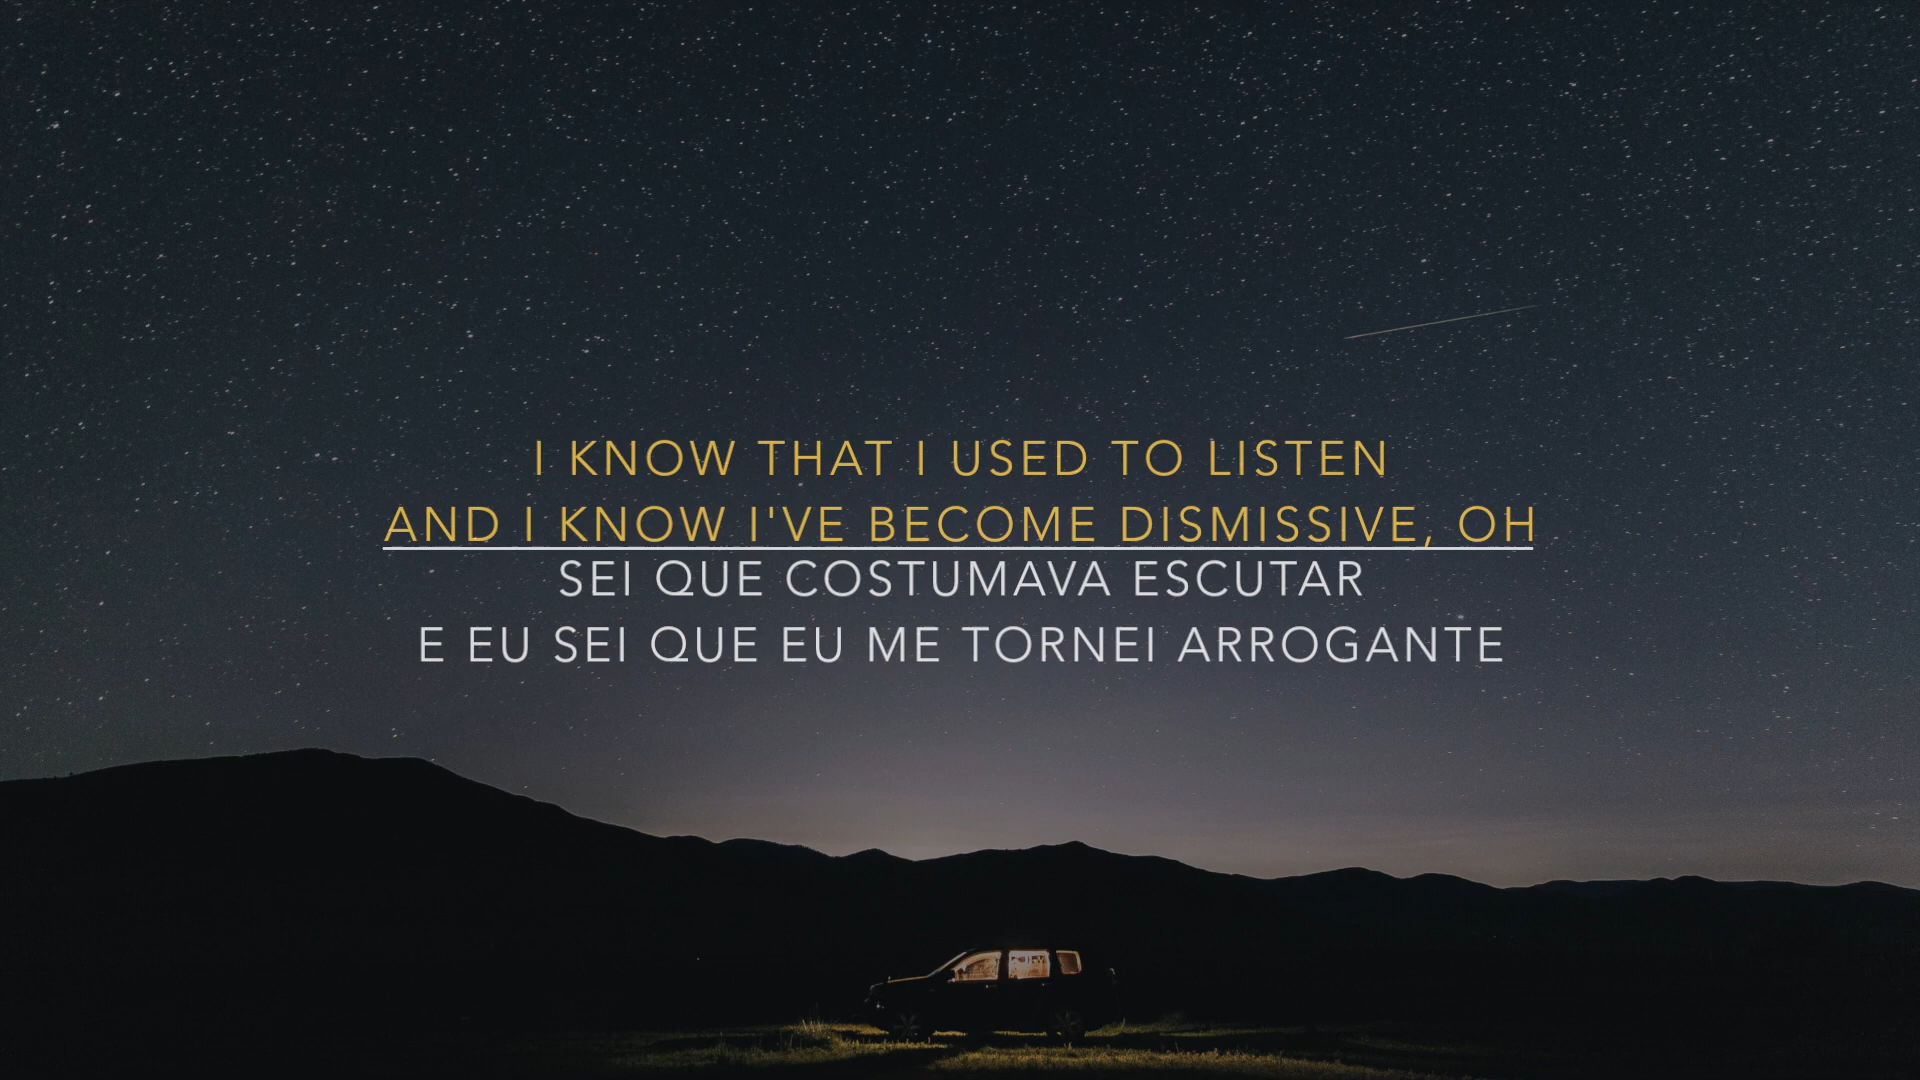 I KNOW THAT I USED TO LISTEN
AND I KNOW I'VE BECOME DISMISSIVE, OH
SEI QUE COSTUMAVA ESCUTAR
E EU SEI QUE EU ME TORNEI ARROGANTE